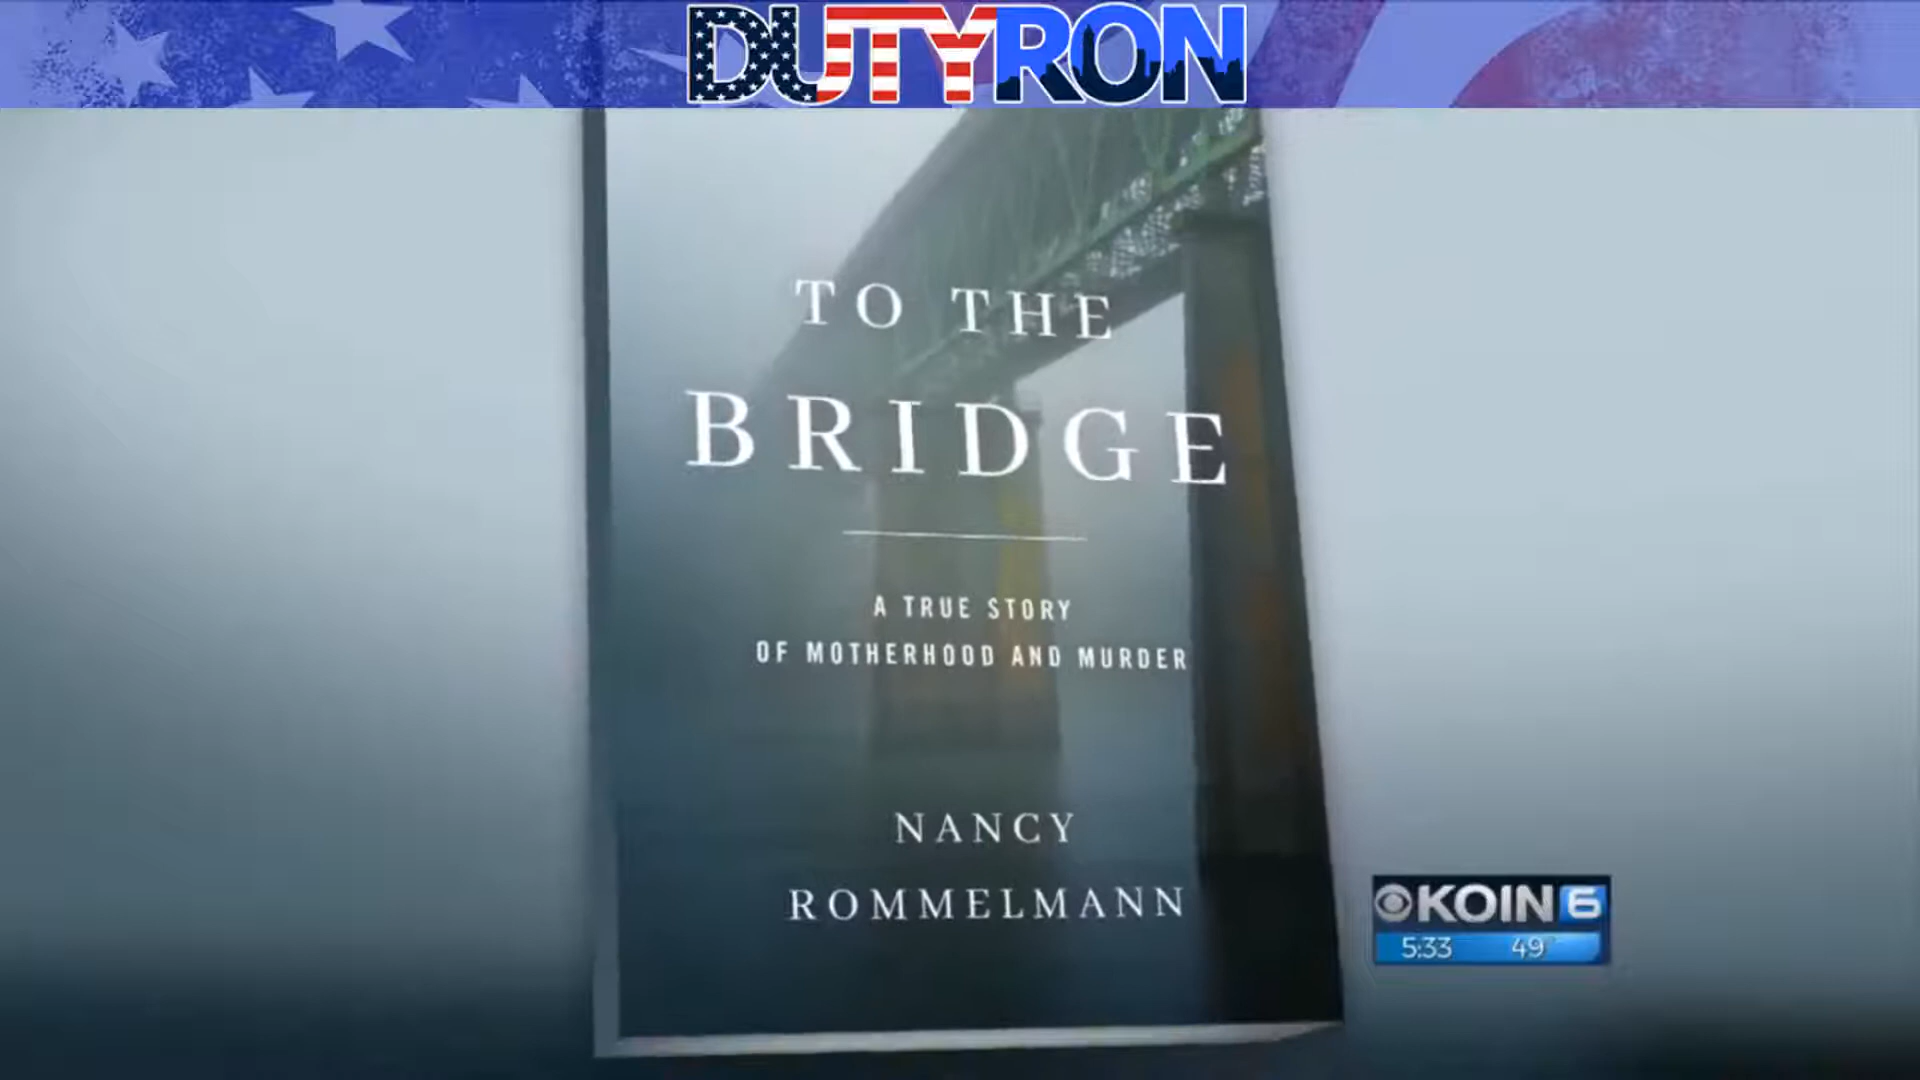 DUTYRON
TO THE
BRIDGE
A TRUE STORY
OF MOTHERHOOD AND MURDER
NANCY
ROMMELMANN
KOIN 6
5:33 49°